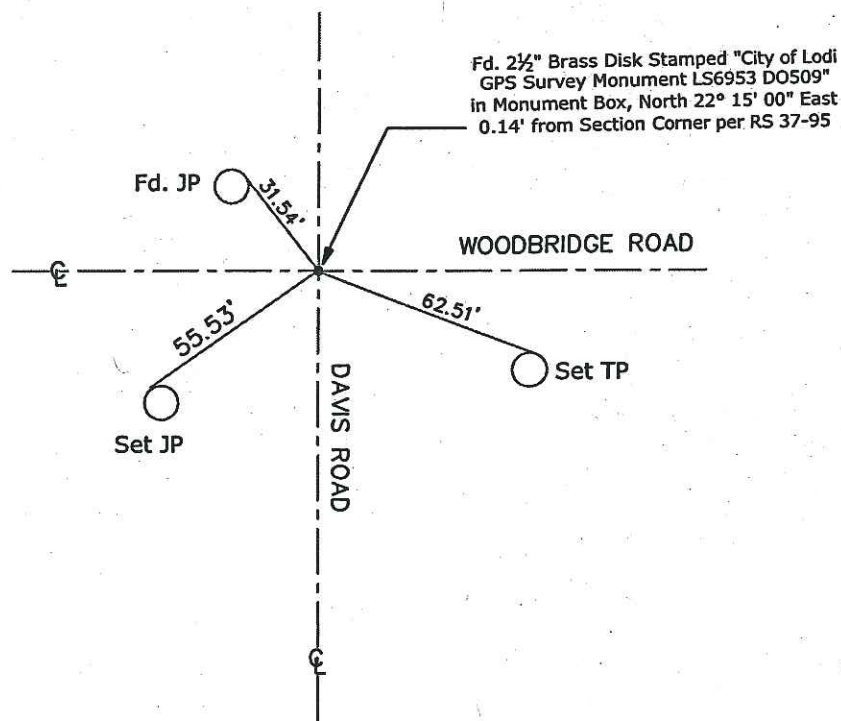 Fd. 2½" Brass Disk Stamped "City of Lodi
GPS Survey Monument LS6953 DO509"
in Monument Box, North 22° 15' 00" East
0.14' from Section Corner per RS 37-95
Fd. JP
31.54'
WOODBRIDGE ROAD
℄
55.53'
62.51'
Set TP
Set JP
DAVIS ROAD
℄